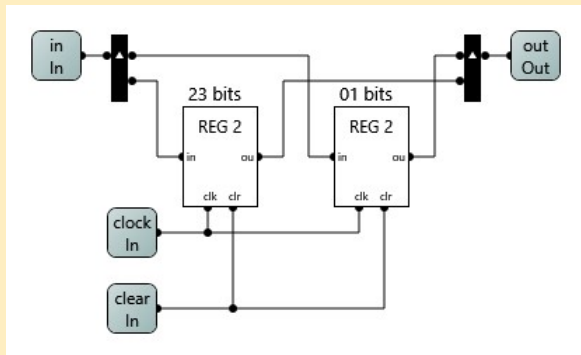 in
In
out
Out
23 bits
01 bits
REG 2
in
ou
clk
clr
REG 2
in
ou
clk
clr
clock
In
clear
In